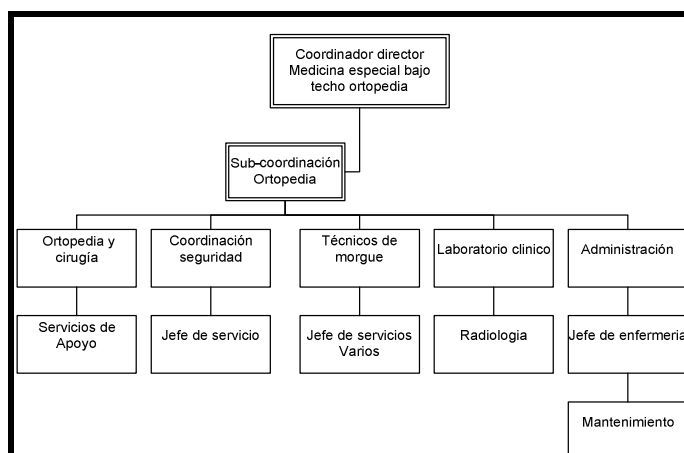 Coordinador director
Medicina especial bajo
techo ortopedia
Sub-coordinación
Ortopedia
Ortopedia y
cirugía
Coordinación
seguridad
Técnicos de
morgue
Laboratorio clinico
Administración
Servicios de
Apoyo
Jefe de servicio
Jefe de servicios
Varios
Radiologia
Jefe de enfermeria
Mantenimiento